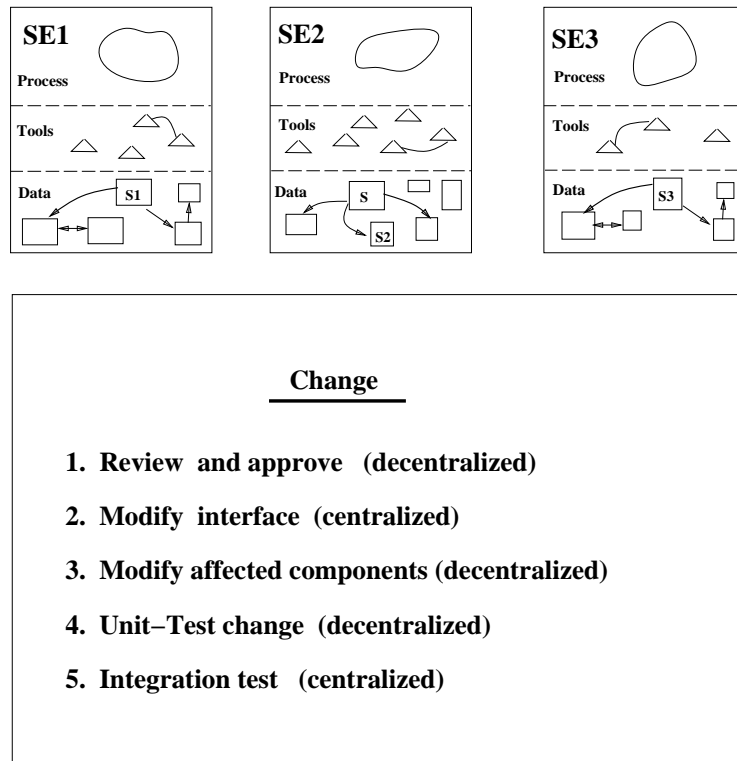 SE1
Process
Tools
Data
S1
SE2
Process
Tools
Data
S
S2
SE3
Process
Tools
Data
S3
Change
1. Review and approve (decentralized)
2. Modify interface (centralized)
3. Modify affected components (decentralized)
4. Unit–Test change (decentralized)
5. Integration test (centralized)